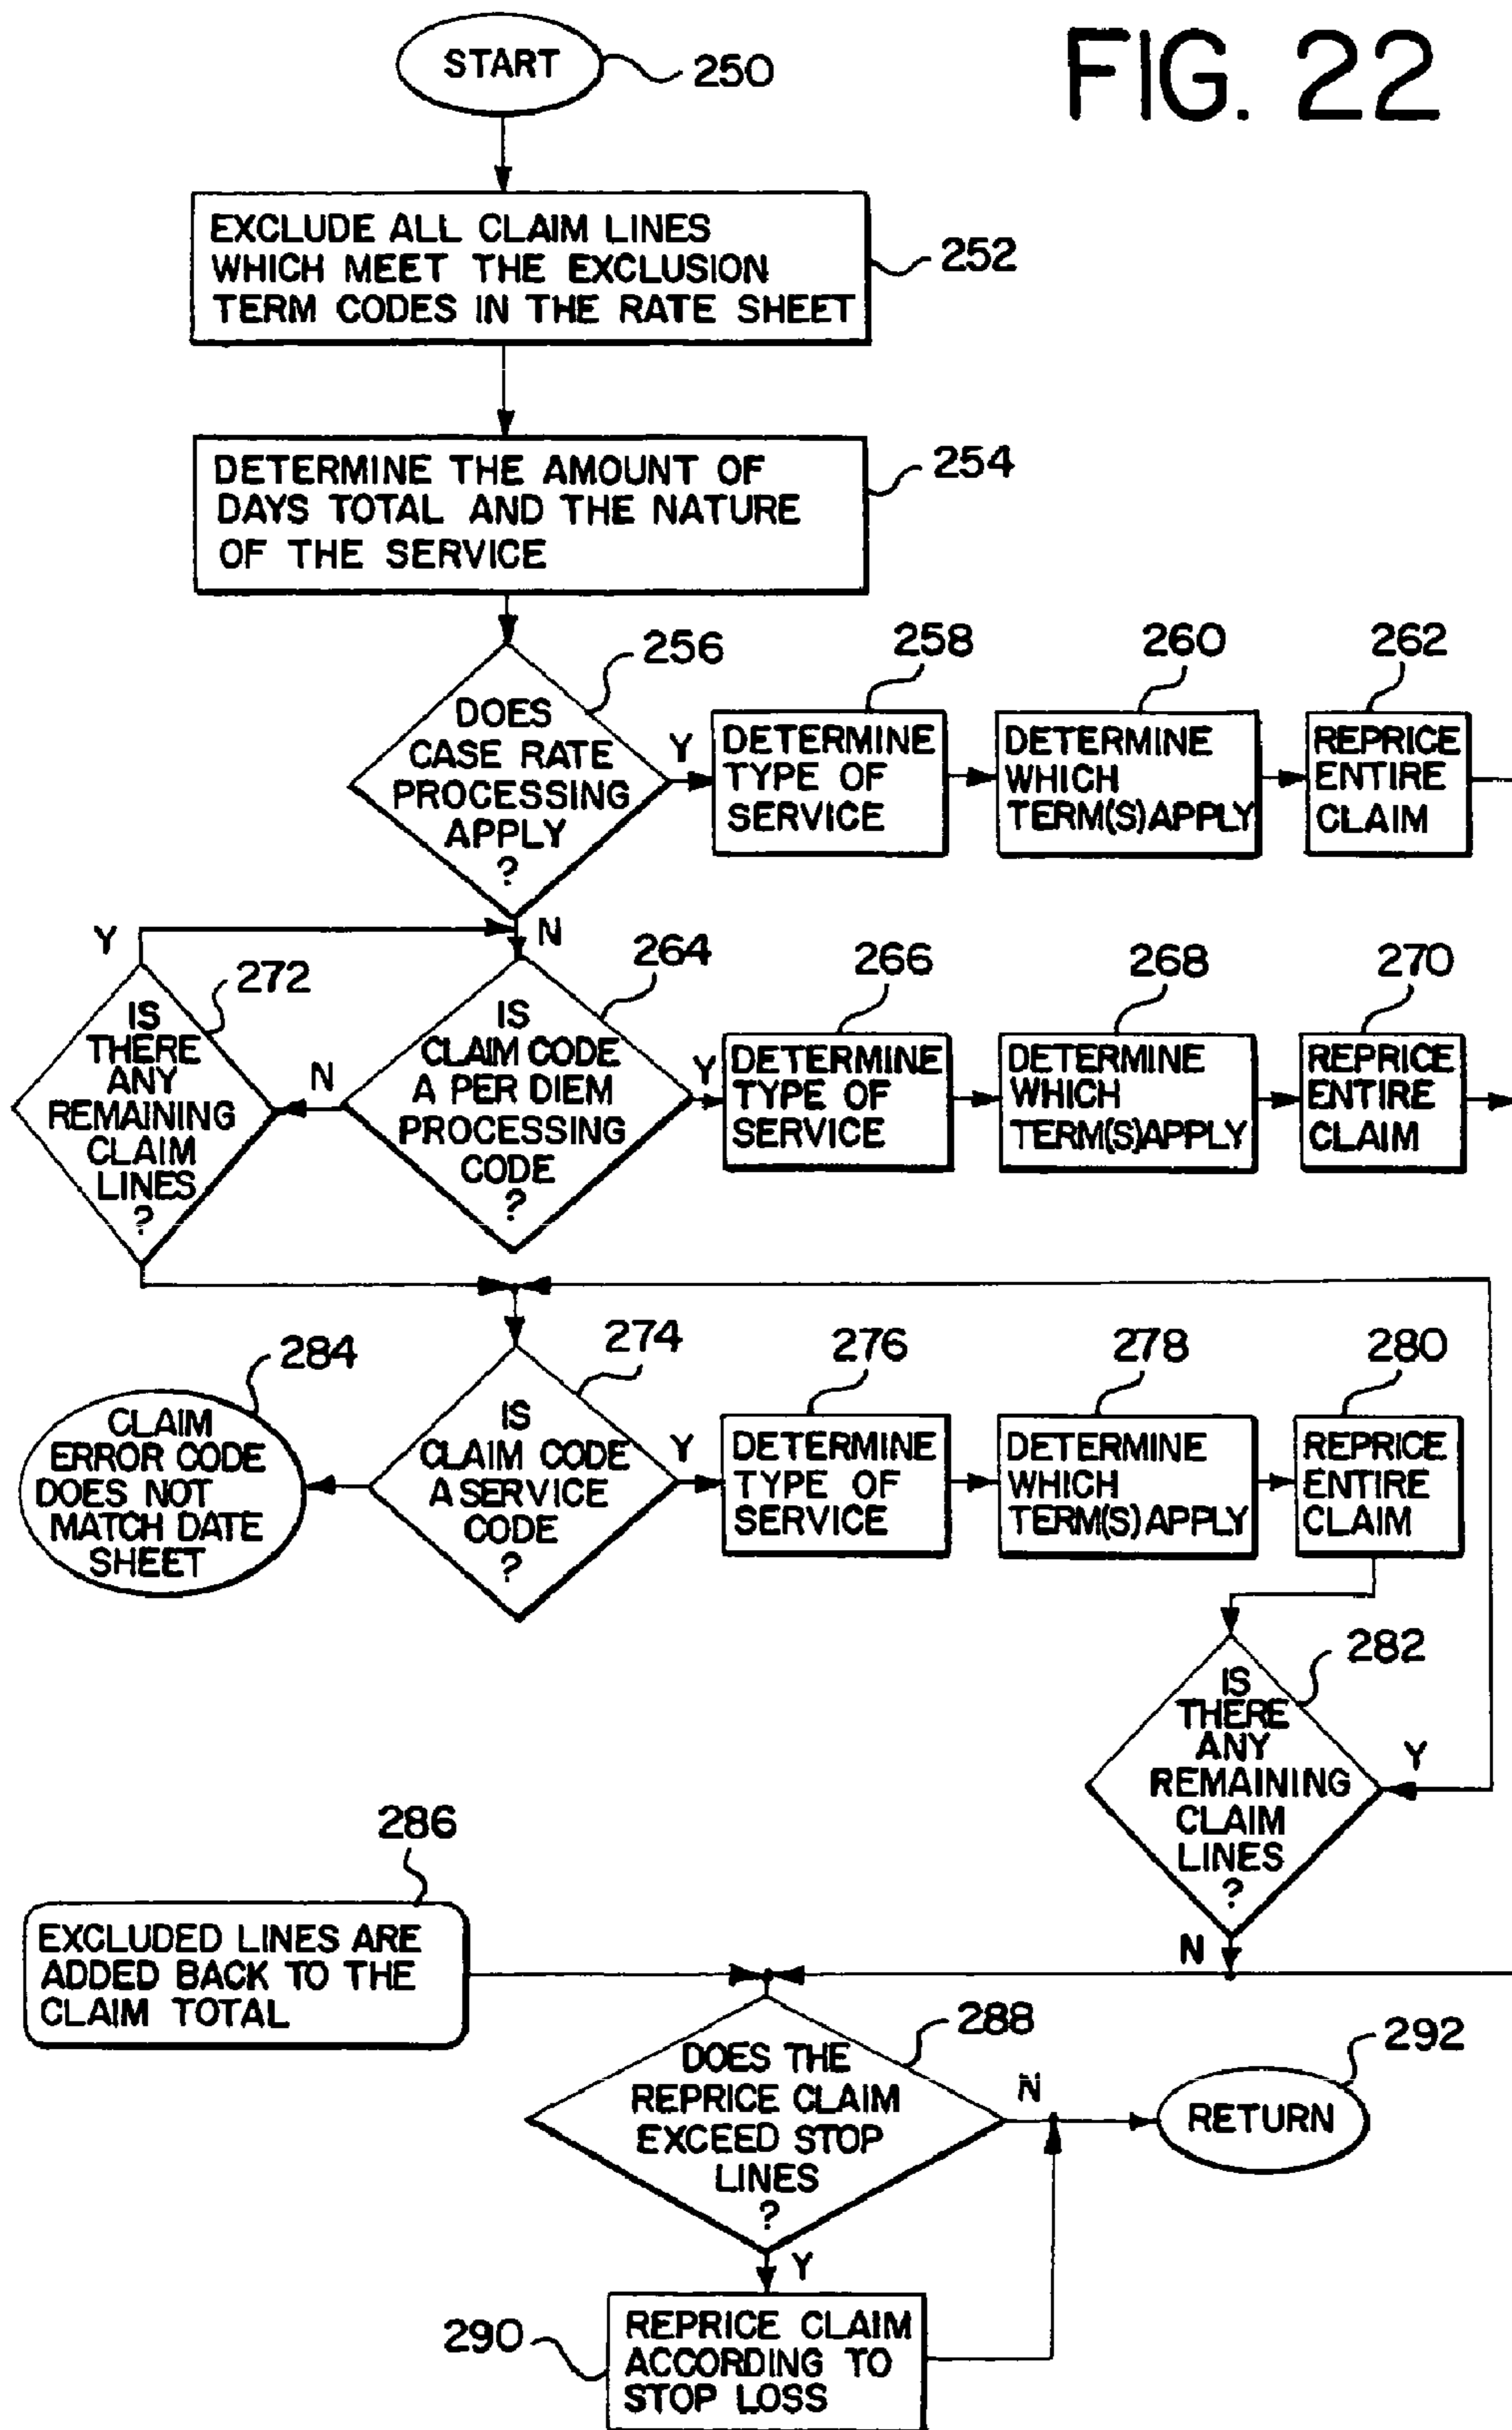 FIG. 22
START
250
EXCLUDE ALL CLAIM LINES
WHICH MEET THE EXCLUSION
TERM CODES IN THE RATE SHEET
252
DETERMINE THE AMOUNT OF
DAYS TOTAL AND THE NATURE
OF THE SERVICE
254
DOES
CASE RATE
PROCESSING
APPLY
?
256
Y
N
DETERMINE
TYPE OF
SERVICE
258
DETERMINE
WHICH
TERM(S) APPLY
260
REPRICE
ENTIRE
CLAIM
262
IS
CLAIM CODE
A PER DIEM
PROCESSING
CODE
?
264
Y
N
DETERMINE
TYPE OF
SERVICE
266
DETERMINE
WHICH
TERM(S) APPLY
268
REPRICE
ENTIRE
CLAIM
270
IS
THERE
ANY
REMAINING
CLAIM
LINES
?
272
Y
IS
CLAIM CODE
A SERVICE
CODE
?
274
Y
DETERMINE
TYPE OF
SERVICE
276
DETERMINE
WHICH
TERM(S) APPLY
278
REPRICE
ENTIRE
CLAIM
280
CLAIM
ERROR CODE
DOES NOT
MATCH DATE
SHEET
284
IS
THERE
ANY
REMAINING
CLAIM
LINES
?
282
Y
N
EXCLUDED LINES ARE
ADDED BACK TO THE
CLAIM TOTAL
286
DOES THE
REPRICE CLAIM
EXCEED STOP
LINES
?
288
N
Y
RETURN
292
REPRICE CLAIM
ACCORDING TO
STOP LOSS
290